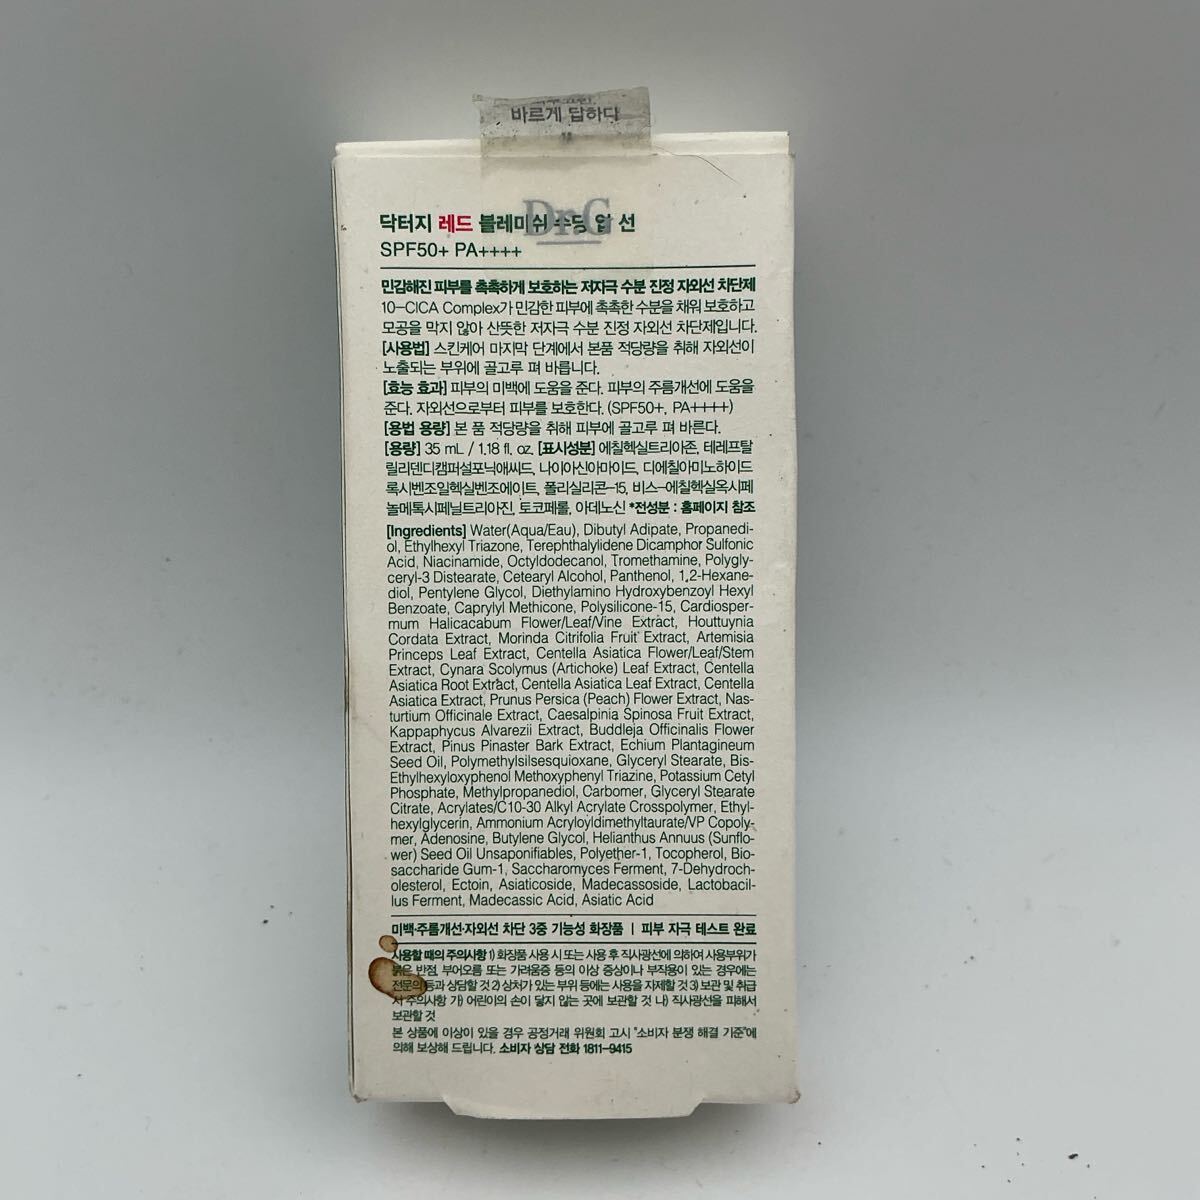 바르게 답하다
Dr.G
닥터지 레드 블레미쉬 수딩 업 선
SPF50+ PA++++
민감해진 피부를 촉촉하게 보호하는 저자극 수분 진정 자외선 차단제
10-CICA Complex가 민감한 피부에 촉촉한 수분을 채워 보호하고
모공을 막지 않아 산뜻한 저자극 수분 진정 자외선 차단제입니다.
[사용법] 스킨케어 마지막 단계에서 본품 적당량을 취해 자외선이
노출되는 부위에 골고루 펴 바릅니다.
[효능 효과] 피부의 미백에 도움을 준다. 피부의 주름개선에 도움을
준다. 자외선으로부터 피부를 보호한다. (SPF50+, PA++++)
[용법 용량] 본 품 적당량을 취해 피부에 골고루 펴 바른다.
[용량] 35 mL / 1.18 fl. oz. [표시성분] 에칠헥실트리아존, 테레프탈
릴리덴디캠퍼설포닉애씨드, 나이아신아마이드, 디에칠아미노하이드
록시벤조일헥실벤조에이트, 폴리실리콘-15, 비스-에칠헥실옥시페
놀메톡시페닐트리아진, 토코페롤, 아데노신 *전성분 : 홈페이지 참조
[Ingredients] Water(Aqua/Eau), Dibutyl Adipate, Propanedi-
ol, Ethylhexyl Triazone, Terephthalylidene Dicamphor Sulfonic
Acid, Niacinamide, Octyldodecanol, Tromethamine, Polygly-
ceryl-3 Distearate, Cetearyl Alcohol, Panthenol, 1,2-Hexane-
diol, Pentylene Glycol, Diethylamino Hydroxybenzoyl Hexyl
Benzoate, Caprylyl Methicone, Polysilicone-15, Cardiosper-
mum Halicacabum Flower/Leaf/Vine Extract, Houttuynia
Cordata Extract, Morinda Citrifolia Fruit Extract, Artemisia
Princeps Leaf Extract, Centella Asiatica Flower/Leaf/Stem
Extract, Cynara Scolymus (Artichoke) Leaf Extract, Centella
Asiatica Root Extract, Centella Asiatica Leaf Extract, Centella
Asiatica Extract, Prunus Persica (Peach) Flower Extract, Nas-
turtium Officinale Extract, Caesalpinia Spinosa Fruit Extract,
Kappaphycus Alvarezii Extract, Buddleja Officinalis Flower
Extract, Pinus Pinaster Bark Extract, Echium Plantagineum
Seed Oil, Polymethylsilsesquioxane, Glyceryl Stearate, Bis-
Ethylhexyloxyphenol Methoxyphenyl Triazine, Potassium Cetyl
Phosphate, Methylpropanediol, Carbomer, Glyceryl Stearate
Citrate, Acrylates/C10-30 Alkyl Acrylate Crosspolymer, Ethyl-
hexylglycerin, Ammonium Acryloyldimethyltaurate/VP Copoly-
mer, Adenosine, Butylene Glycol, Helianthus Annuus (Sunflo-
wer) Seed Oil Unsaponifiables, Polyether-1, Tocopherol, Bio-
saccharide Gum-1, Saccharomyces Ferment, 7-Dehydroch-
olesterol, Ectoin, Asiaticoside, Madecassoside, Lactobacil-
lus Ferment, Madecassic Acid, Asiatic Acid
미백·주름개선·자외선 차단 3중 기능성 화장품 | 피부 자극 테스트 완료
사용할 때의 주의사항 1) 화장품 사용 시 또는 사용 후 직사광선에 의하여 사용부위가
붉은 반점, 부어오름 또는 가려움증 등의 이상 증상이나 부작용이 있는 경우에는
전문의 등과 상담할 것 2) 상처가 있는 부위 등에는 사용을 자제할 것 3) 보관 및 취급
시 주의사항 가) 어린이의 손이 닿지 않는 곳에 보관할 것 나) 직사광선을 피해서
보관할 것
본 상품에 이상이 있을 경우 공정거래 위원회 고시 "소비자 분쟁 해결 기준"에
의해 보상해 드립니다. 소비자 상담 전화 1811-9415